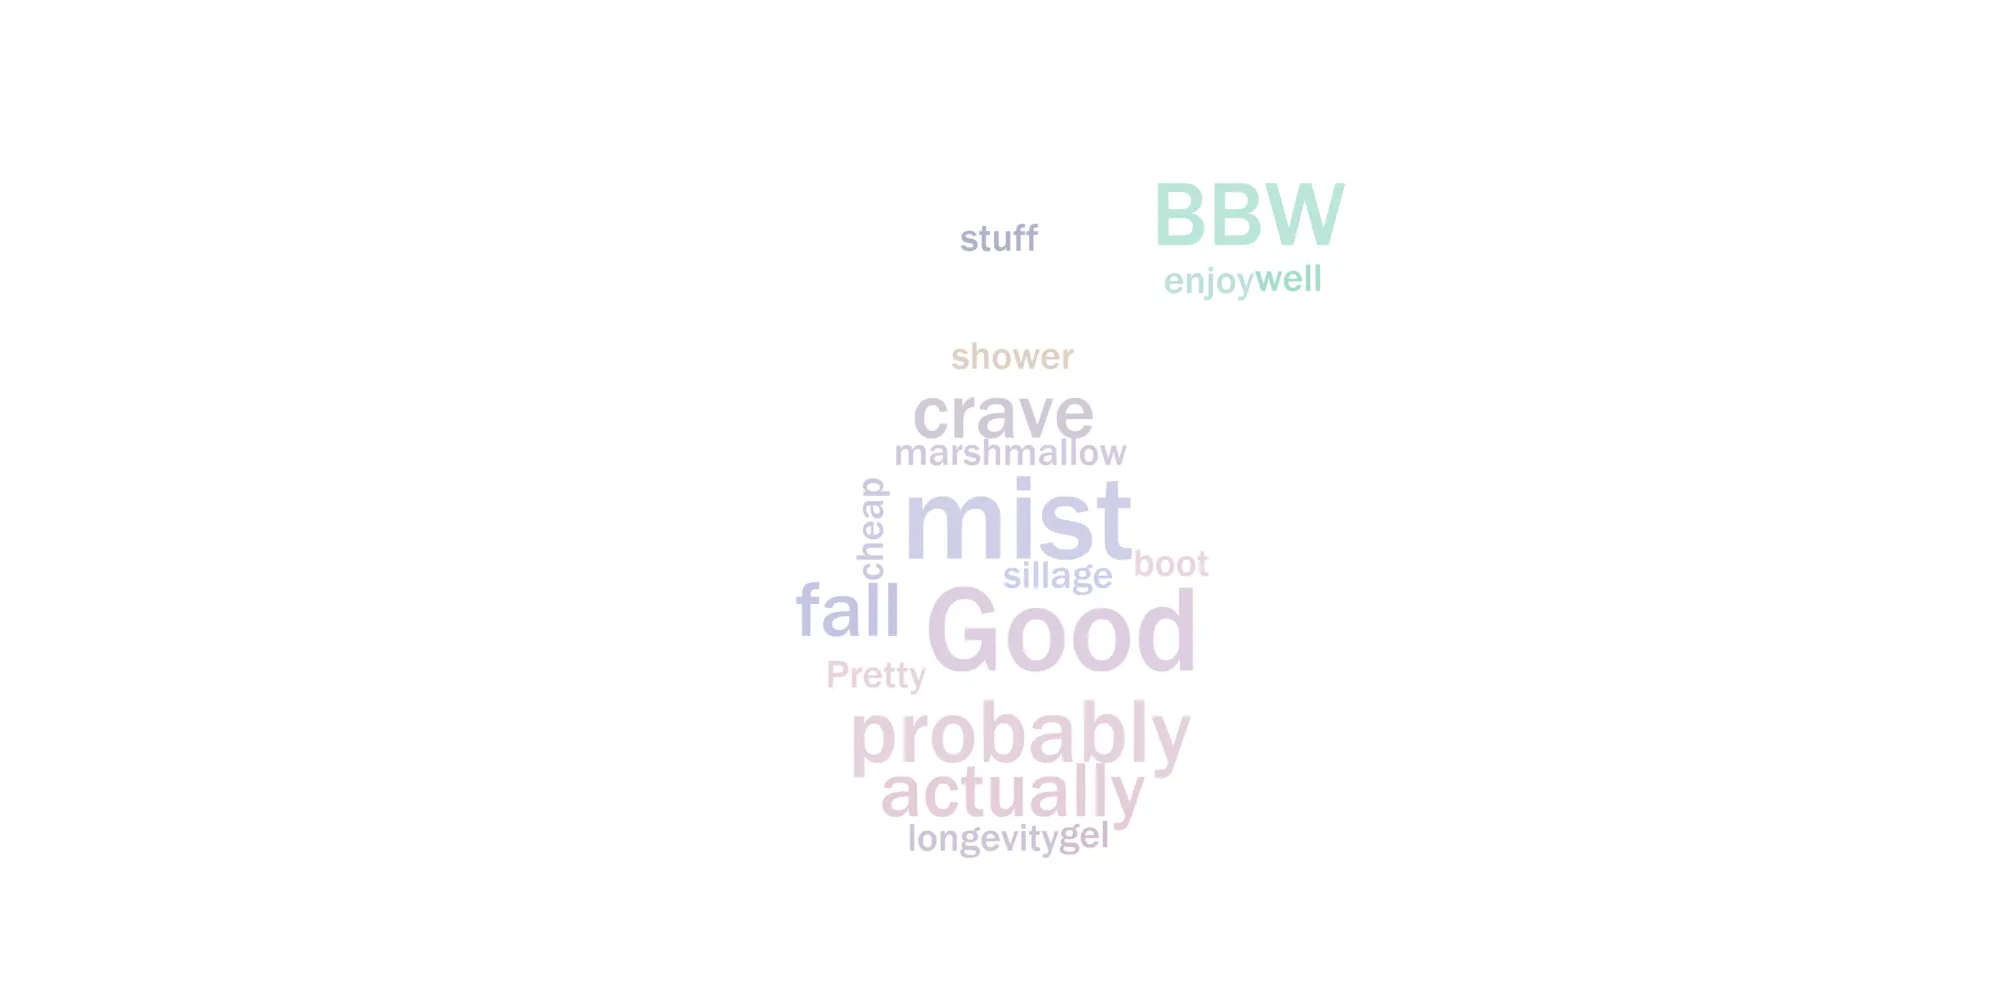 BBW
stuff
enjoy well
shower
crave
marshmallow
cheap
mist
boot
sillage
fall
Good
Pretty
probably
actually
longevity gel